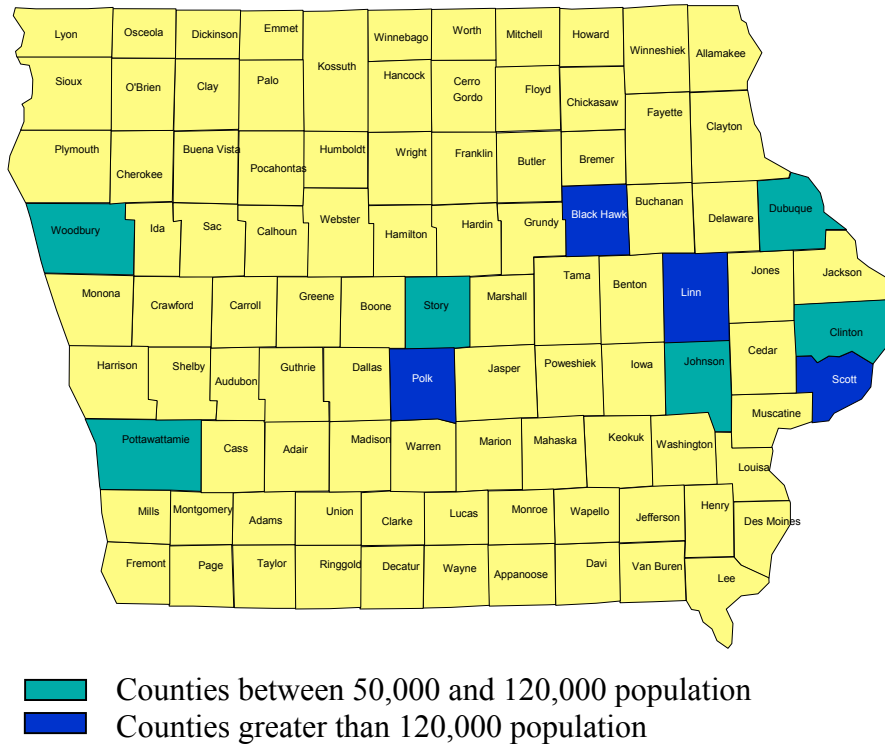 Lyon
Osceola
Dickinson
Emmet
Kossuth
Winnebago
Worth
Mitchell
Howard
Winneshiek
Allamakee
Sioux
O'Brien
Clay
Palo
Hancock
Cerro
Gordo
Floyd
Chickasaw
Fayette
Clayton
Plymouth
Cherokee
Buena Vista
Pocahontas
Humboldt
Wright
Franklin
Butler
Bremer
Woodbury
Ida
Sac
Calhoun
Webster
Hamilton
Hardin
Grundy
Black Hawk
Buchanan
Delaware
Dubuque
Monona
Crawford
Carroll
Greene
Boone
Story
Marshall
Tama
Benton
Linn
Jones
Jackson
Clinton
Harrison
Shelby
Audubon
Guthrie
Dallas
Polk
Jasper
Poweshiek
Iowa
Johnson
Cedar
Scott
Muscatine
Pottawattamie
Cass
Adair
Madison
Warren
Marion
Mahaska
Keokuk
Washington
Louisa
Mills
Montgomery
Adams
Union
Clarke
Lucas
Monroe
Wapello
Jefferson
Henry
Des Moines
Fremont
Page
Taylor
Ringgold
Decatur
Wayne
Appanoose
Davi
Van Buren
Lee
Counties between 50,000 and 120,000 population
Counties greater than 120,000 population